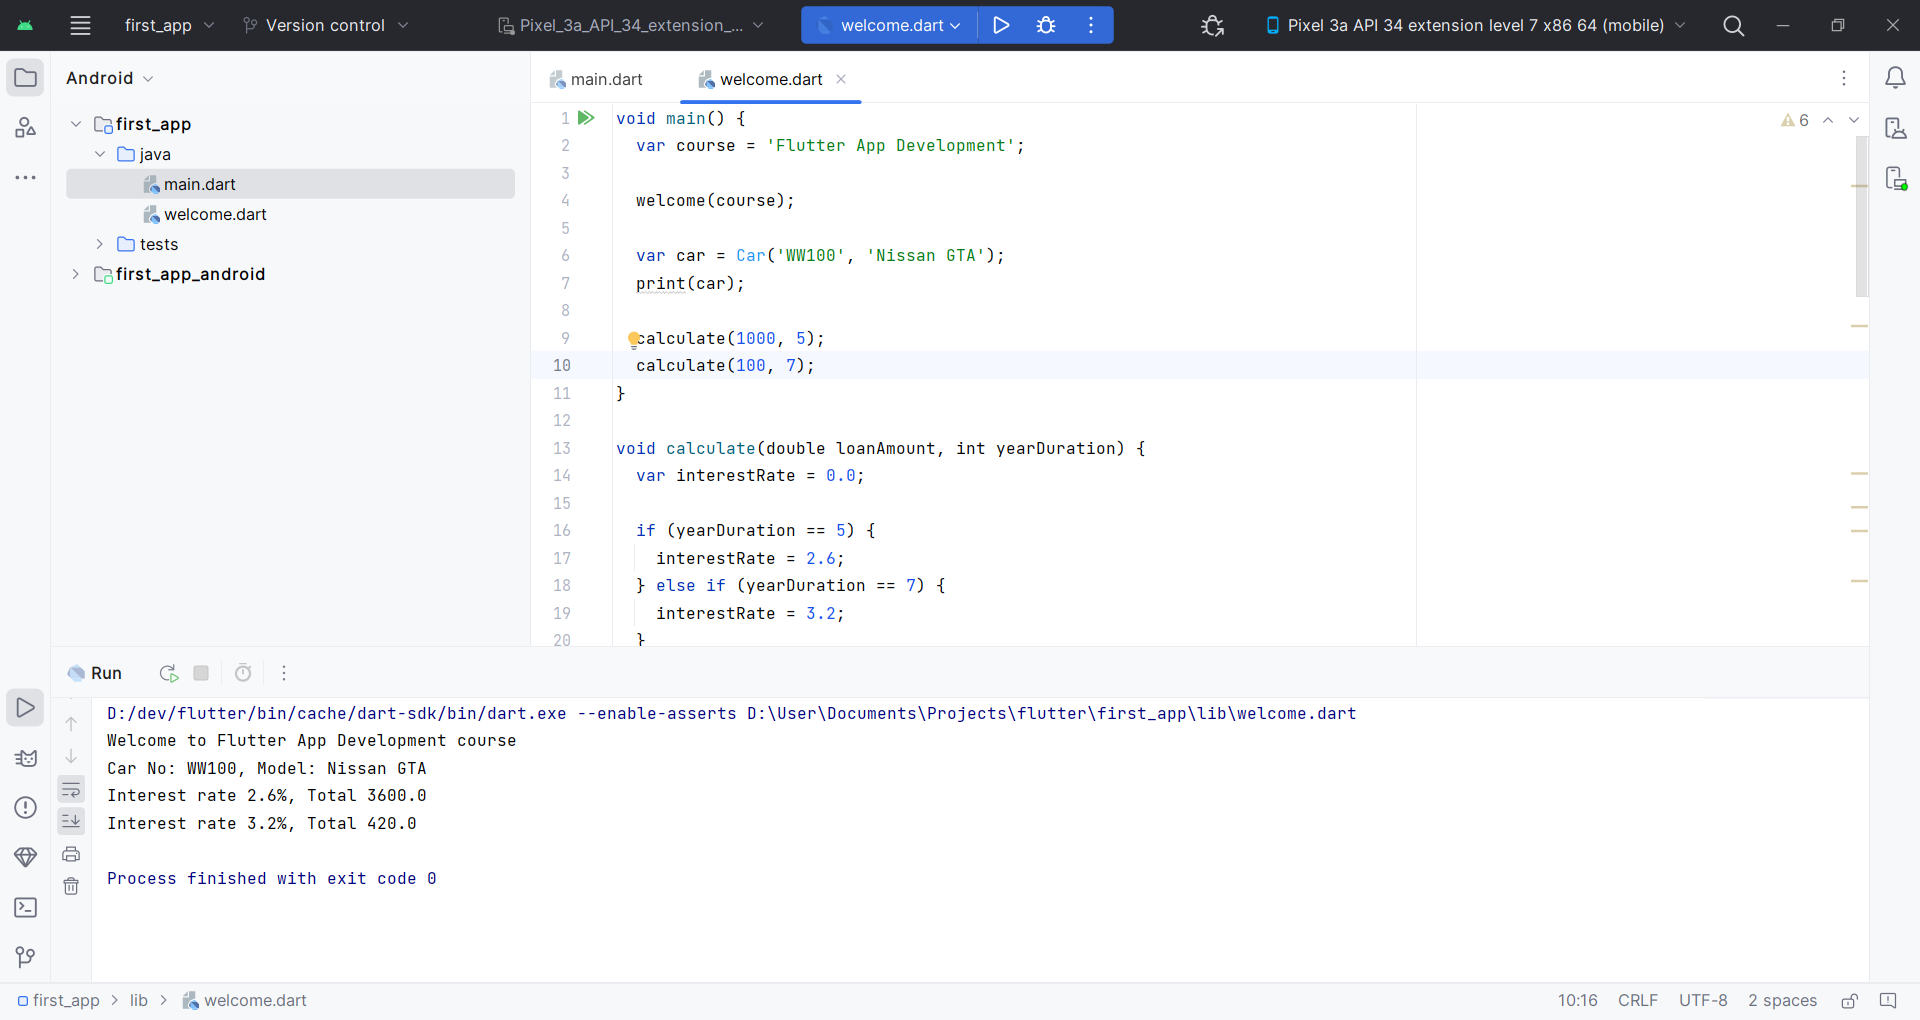 first_app Version control Pixel_3a_API_34_extension_... welcome.dart Pixel 3a API 34 extension level 7 x86 64 (mobile)
Android
first_app
java
main.dart
welcome.dart
tests
first_app_android
main.dart welcome.dart
6
1 void main() {
2 var course = 'Flutter App Development';
3
4 welcome(course);
5
6 var car = Car('WW100', 'Nissan GTA');
7 print(car);
8
9 calculate(1000, 5);
10 calculate(100, 7);
11 }
12
13 void calculate(double loanAmount, int yearDuration) {
14 var interestRate = 0.0;
15
16 if (yearDuration == 5) {
17 interestRate = 2.6;
18 } else if (yearDuration == 7) {
19 interestRate = 3.2;
20 }
Run
D:/dev/flutter/bin/cache/dart-sdk/bin/dart.exe --enable-asserts D:\User\Documents\Projects\flutter\first_app\lib\welcome.dart
Welcome to Flutter App Development course
Car No: WW100, Model: Nissan GTA
Interest rate 2.6%, Total 3600.0
Interest rate 3.2%, Total 420.0
Process finished with exit code 0
first_app > lib > welcome.dart 10:16 CRLF UTF-8 2 spaces